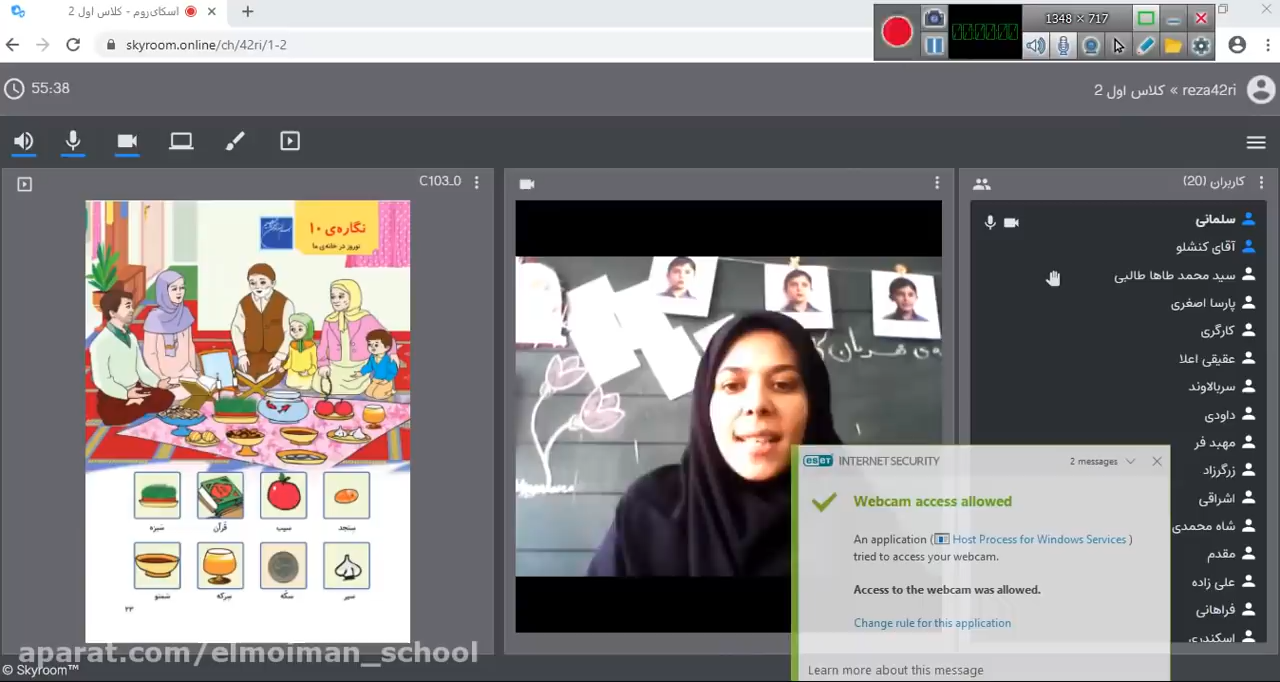 اسکای‌روم - کلاس اول 2
skyroom.online/ch/42ri/1-2
1348 × 717
55:38
reza42ri » کلاس اول 2
C103_0
کاربران (20)
نگاره‌ی ۱۰
نوروز در خانه‌ی ما
سبزه
قرآن
سیب
سنجد
سمنو
سرکه
سکّه
سیر
۲۳
سلمانی
آقای کنشلو
سید محمد طاها طالبی
پارسا اصغری
کارگری
عقیقی اعلا
سربالاوند
داودی
مهبد فر
زرگرزاد
اشراقی
شاه محمدی
مقدم
علی زاده
فراهانی
اسکندری
eset INTERNET SECURITY
2 messages
Webcam access allowed
An application ( Host Process for Windows Services )
tried to access your webcam.
Access to the webcam was allowed.
Change rule for this application
Learn more about this message
aparat.com/elmoiman_school
© Skyroom™